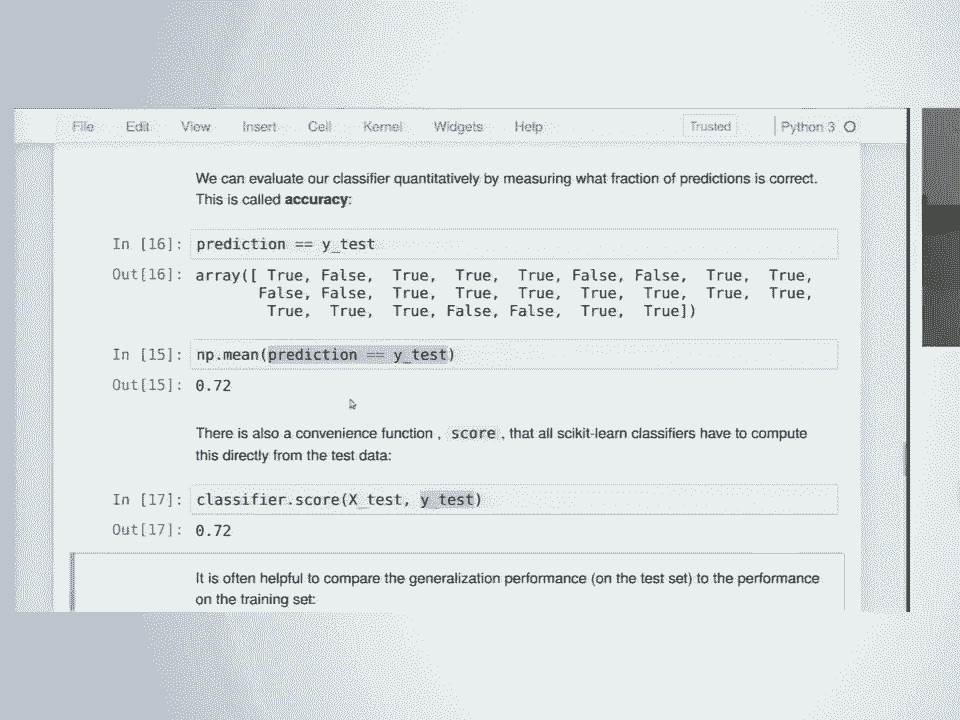 File Edit View Insert Cell Kernel Widgets Help Trusted Python 3
We can evaluate our classifier quantitatively by measuring what fraction of predictions is correct.
This is called accuracy:
In [16]: prediction == y_test
Out[16]: array([ True, False, True, True, True, False, False, True, True,
False, False, True, True, True, True, True, True, True,
True, True, True, False, False, True, True])
In [15]: np.mean(prediction == y_test)
Out[15]: 0.72
There is also a convenience function , score , that all scikit-learn classifiers have to compute
this directly from the test data:
In [17]: classifier.score(X_test, y_test)
Out[17]: 0.72
It is often helpful to compare the generalization performance (on the test set) to the performance
on the training set: